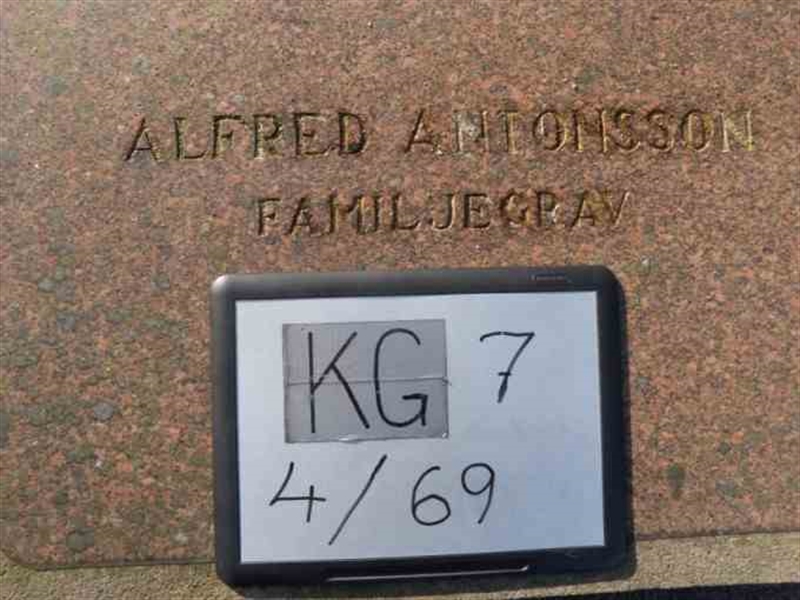 ALFRED ANTONSSON
FAMILJEGRAV
KG 7
4/69